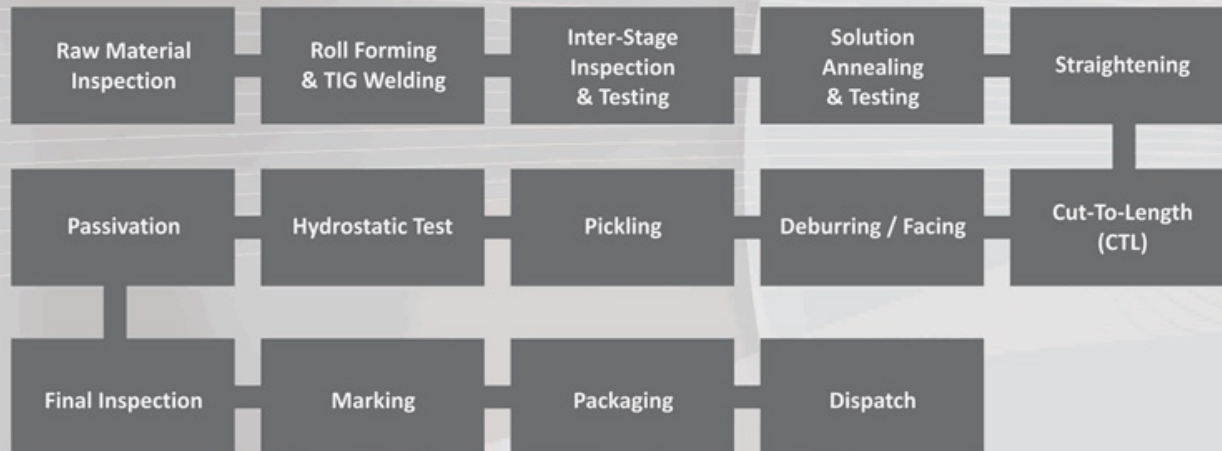 Raw Material
Inspection
Roll Forming
& TIG Welding
Inter-Stage
Inspection
& Testing
Solution
Annealing
& Testing
Straightening
Passivation
Hydrostatic Test
Pickling
Deburring / Facing
Cut-To-Length
(CTL)
Final Inspection
Marking
Packaging
Dispatch